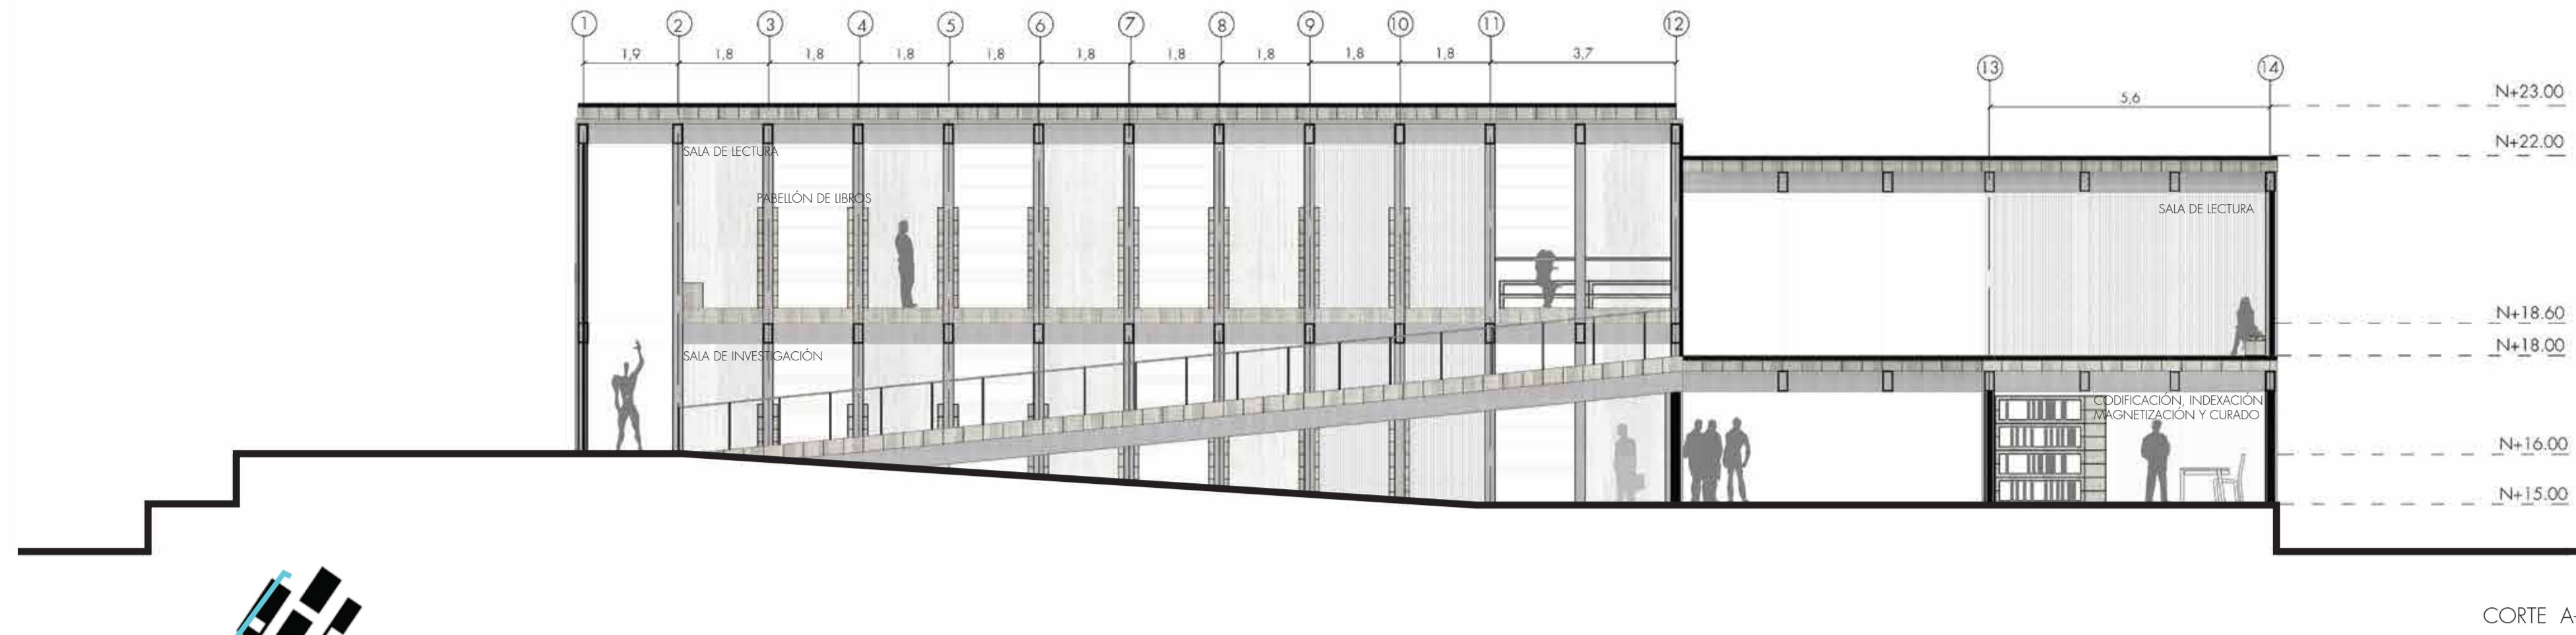 1 2 3 4 5 6 7 8 9 10 11 12
1,9 1,8 1,8 1,8 1,8 1,8 1,8 1,8 1,8 1,8 3,7
13 14
5,6
N+23.00
N+22.00
SALA DE LECTURA
PABELLÓN DE LIBROS
SALA DE LECTURA
N+18.60
N+18.00
SALA DE INVESTIGACIÓN
CODIFICACIÓN, INDEXACIÓN
MAGNETIZACIÓN Y CURADO
N+16.00
N+15.00
CORTE A-